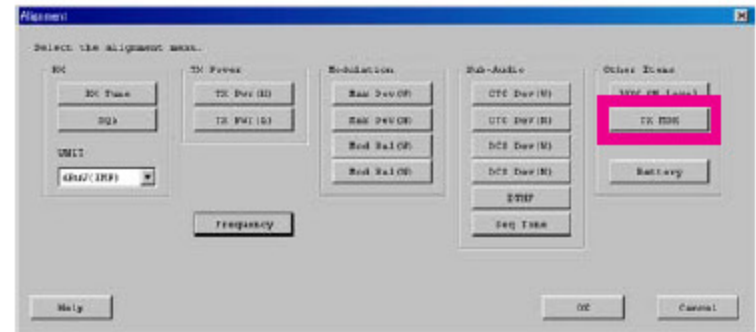 Alignment
Select the alignment menu.
RX
RX Tune
SQL
UNIT
dBuV(EMF)
TX Power
TX Pwr(H)
TX Pwr(L)
Frequency
Modulation
Max Dev(W)
Max Dev(N)
Mod Bal(W)
Mod Bal(N)
Sub-Audio
CTC Dev(W)
CTC Dev(N)
DCS Dev(W)
DCS Dev(N)
DTMF
Seq Tone
Other Items
TX MSK
Battery
Help
OK
Cancel